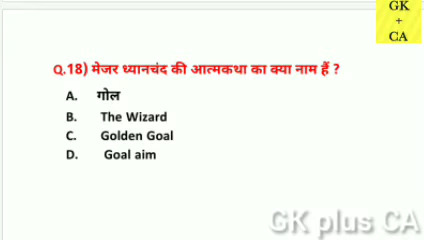 GK
+
CA
Q.18) मेजर ध्यानचंद की आत्मकथा का क्या नाम हैं ?
A. गोल
B. The Wizard
C. Golden Goal
D. Goal aim
GK plus CA